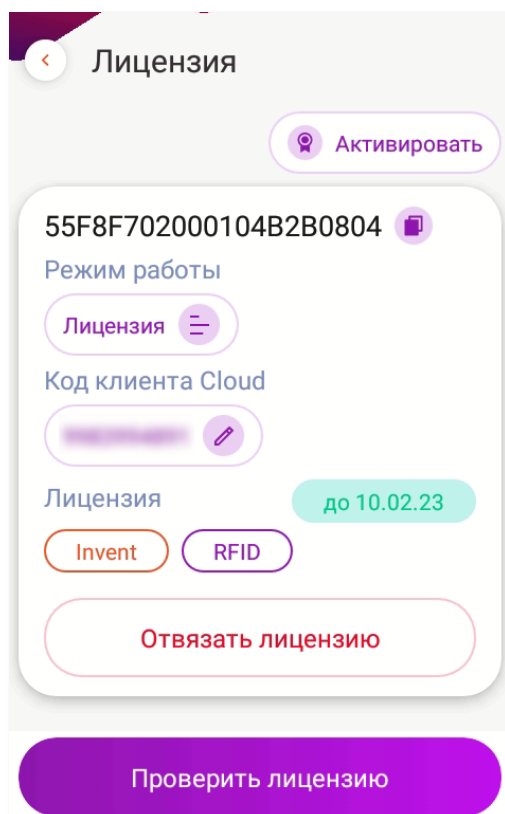 Лицензия
Активировать
55F8F702000104B2B0804
Режим работы
Лицензия
Код клиента Cloud
Лицензия
до 10.02.23
Invent RFID
Отвязать лицензию
Проверить лицензию